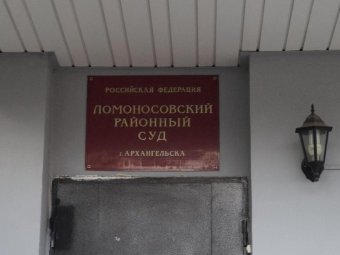 РОССИЙСКАЯ ФЕДЕРАЦИЯ
ЛОМОНОСОВСКИЙ
РАЙОННЫЙ
СУД
г. АРХАНГЕЛЬСКА